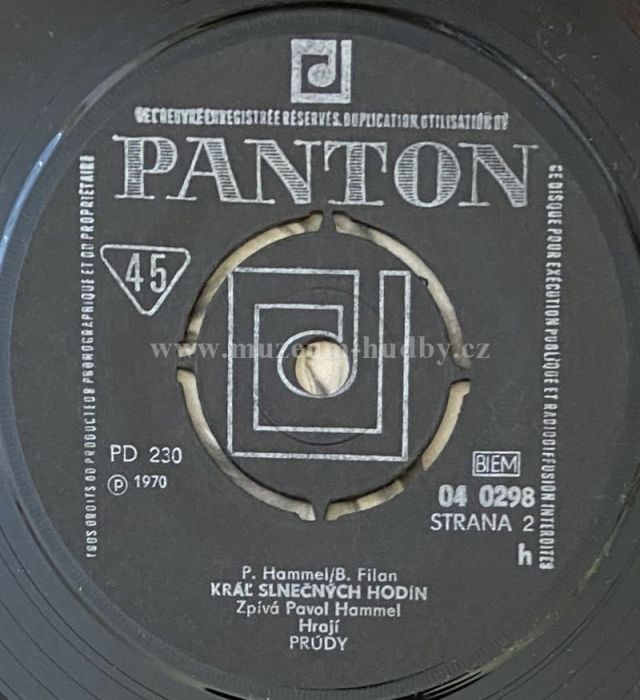 DE L'OEUVRE ENREGISTRÉE RÉSERVÉS. DUPLICATION, UTILISATION DE
PANTON
TOUS DROITS DU PRODUCTEUR PHONOGRAPHIQUE ET DU PROPRIÉTAIRE
CE DISQUE POUR EXÉCUTION PUBLIQUE ET RADIODIFFUSION INTERDITES
45
www.muzeum-hudby.cz
PD 230
℗ 1970
BIEM
04 0298
STRANA 2
h
P. Hammel/B. Filan
KRÁĽ SLNEČNÝCH HODÍN
Zpívá Pavol Hammel
Hrají
PRÚDY